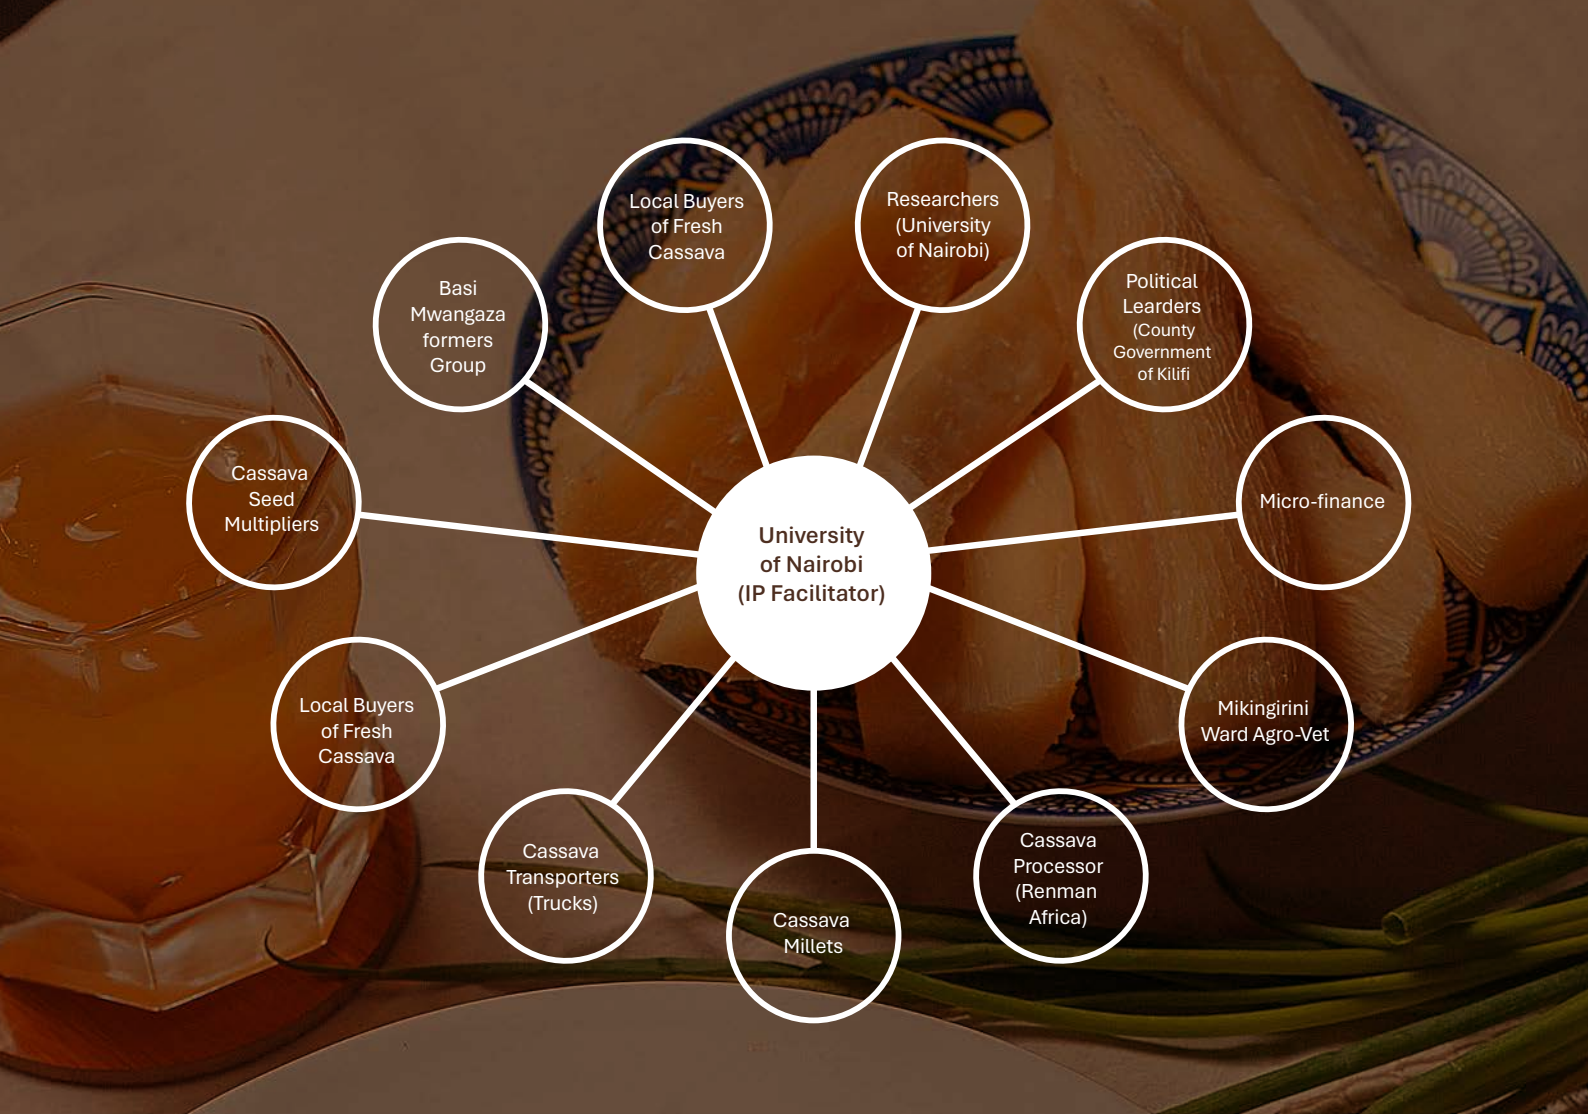 Local Buyers
of Fresh
Cassava
Researchers
(University
of Nairobi)
Political
Learders
(County
Government
of Kilifi
Micro-finance
Mikingirini
Ward Agro-Vet
Cassava
Processor
(Renman
Africa)
Cassava
Millets
Cassava
Transporters
(Trucks)
Local Buyers
of Fresh
Cassava
Cassava
Seed
Multipliers
Basi
Mwangaza
formers
Group
University
of Nairobi
(IP Facilitator)